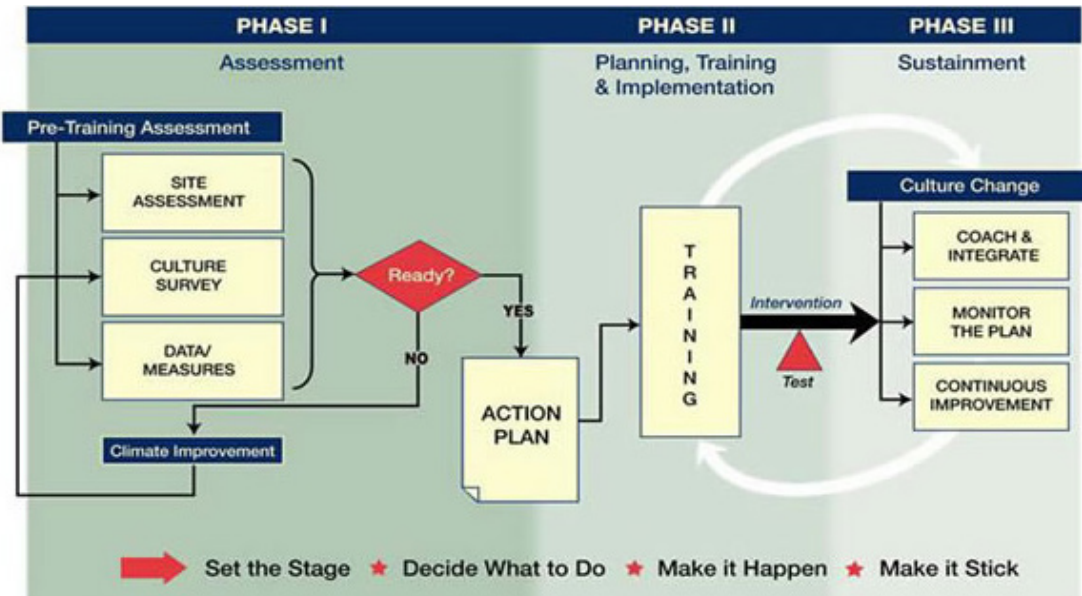 PHASE I
PHASE II
PHASE III
Assessment
Planning, Training
& Implementation
Sustainment
Pre-Training Assessment
SITE
ASSESSMENT
CULTURE
SURVEY
DATA/
MEASURES
Ready?
YES
NO
Climate Improvement
ACTION
PLAN
TRAINING
Intervention
Test
Culture Change
COACH &
INTEGRATE
MONITOR
THE PLAN
CONTINUOUS
IMPROVEMENT
Set the Stage ★ Decide What to Do ★ Make it Happen ★ Make it Stick